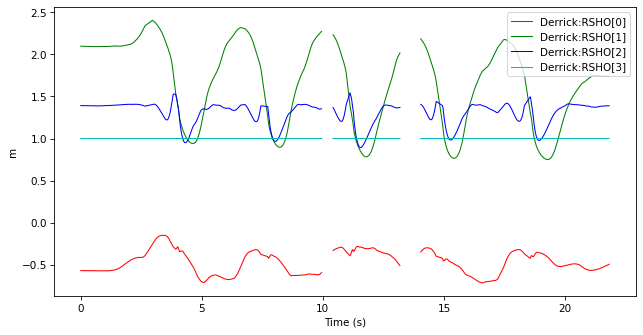 2.5
2.0
1.5
1.0
0.5
0.0
−0.5
m
0
5
10
15
20
Time (s)
Derrick:RSHO[0]
Derrick:RSHO[1]
Derrick:RSHO[2]
Derrick:RSHO[3]